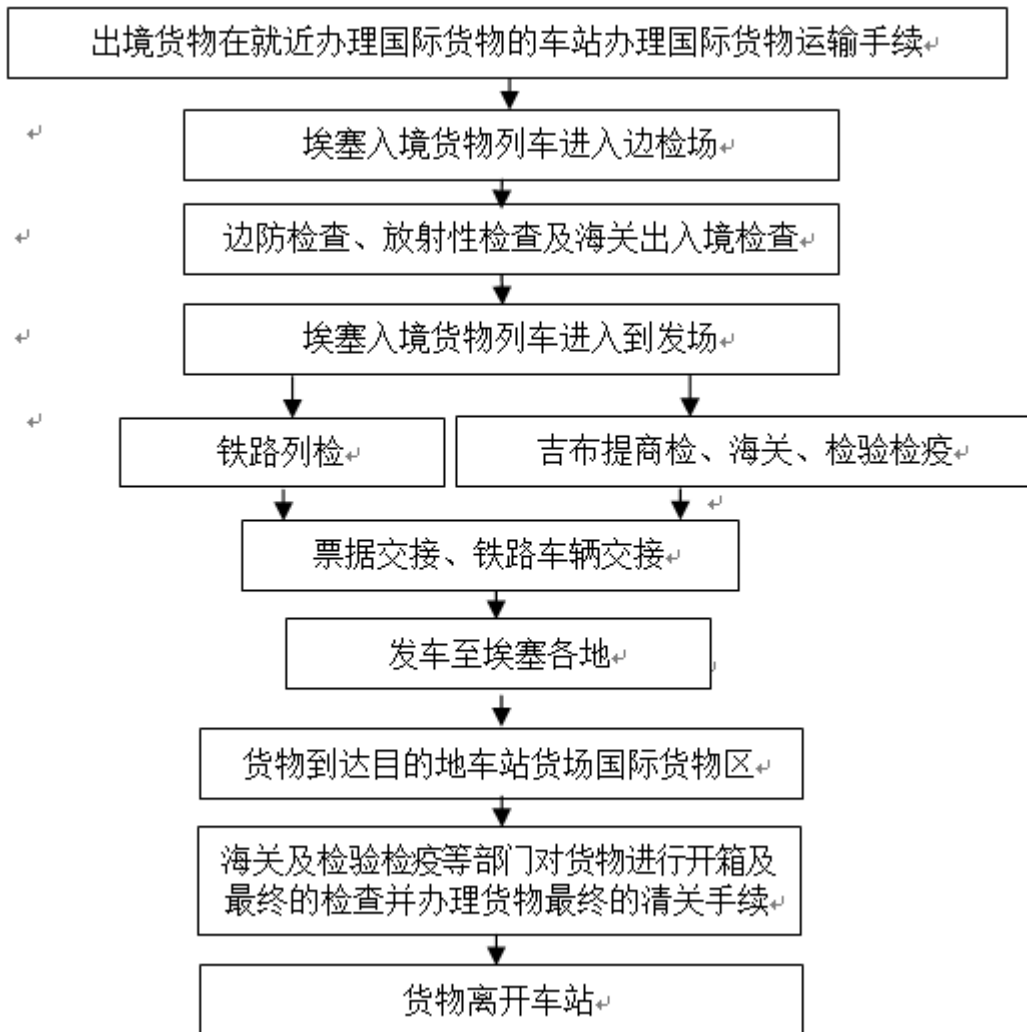 出境货物在就近办理国际货物的车站办理国际货物运输手续
埃塞入境货物列车进入边检场
边防检查、放射性检查及海关出入境检查
埃塞入境货物列车进入到发场
铁路列检
吉布提商检、海关、检验检疫
票据交接、铁路车辆交接
发车至埃塞各地
货物到达目的地车站货场国际货物区
海关及检验检疫等部门对货物进行开箱及
最终的检查并办理货物最终的清关手续
货物离开车站